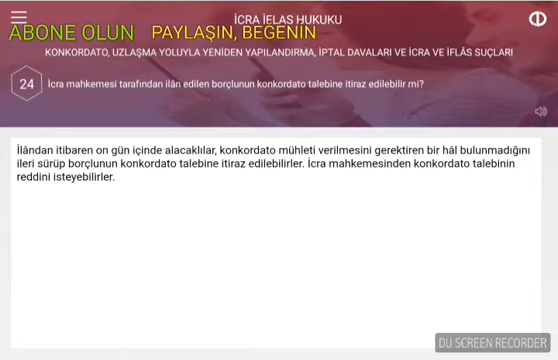 İCRA İFLAS HUKUKU
ABONE OLUN PAYLAŞIN, BEĞENİN
KONKORDATO, UZLAŞMA YOLUYLA YENİDEN YAPILANDIRMA, İPTAL DAVALARI VE İCRA VE İFLÂS SUÇLARI
24 İcra mahkemesi tarafından ilân edilen borçlunun konkordato talebine itiraz edilebilir mi?
İlândan itibaren on gün içinde alacaklılar, konkordato mühleti verilmesini gerektiren bir hâl bulunmadığını
ileri sürüp borçlunun konkordato talebine itiraz edilebilirler. İcra mahkemesinden konkordato talebinin
reddini isteyebilirler.
DU SCREEN RECORDER